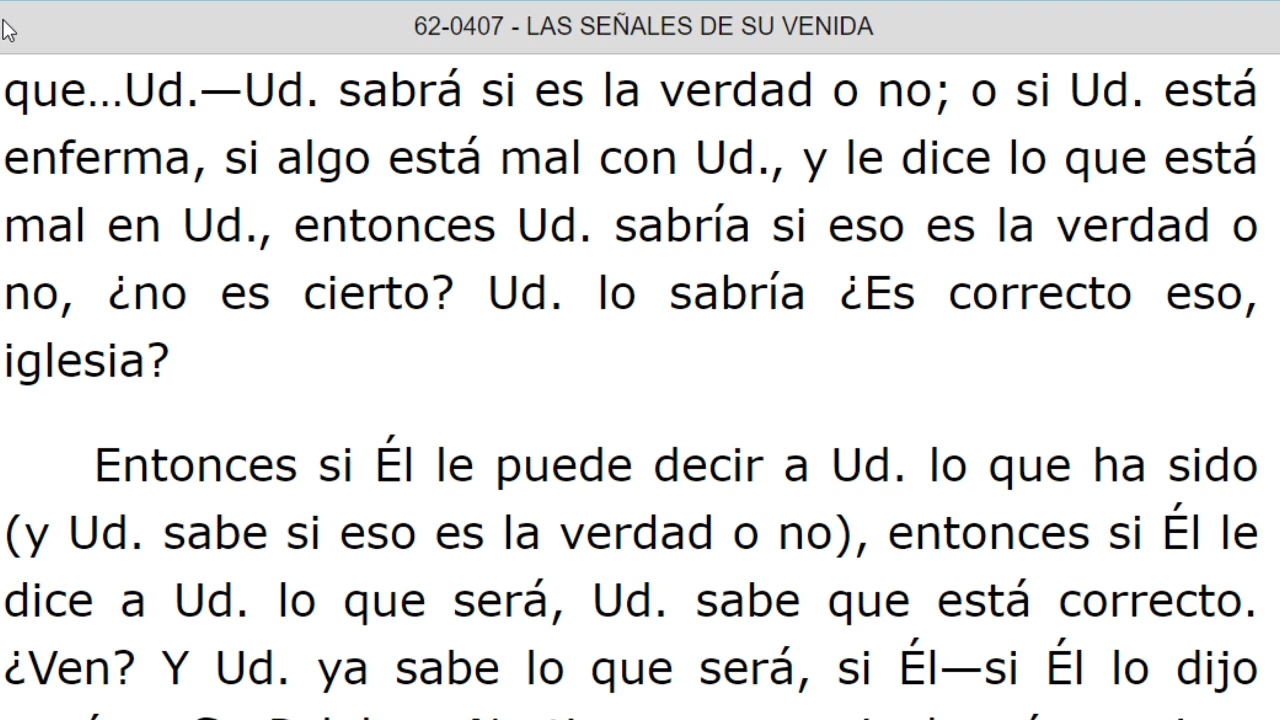 62-0407 - LAS SEÑALES DE SU VENIDA
que...Ud.—Ud. sabrá si es la verdad o no; o si Ud. está
enferma, si algo está mal con Ud., y le dice lo que está
mal en Ud., entonces Ud. sabría si eso es la verdad o
no, ¿no es cierto? Ud. lo sabría ¿Es correcto eso,
iglesia?
Entonces si Él le puede decir a Ud. lo que ha sido
(y Ud. sabe si eso es la verdad o no), entonces si Él le
dice a Ud. lo que será, Ud. sabe que está correcto.
¿Ven? Y Ud. ya sabe lo que será, si Él—si Él lo dijo